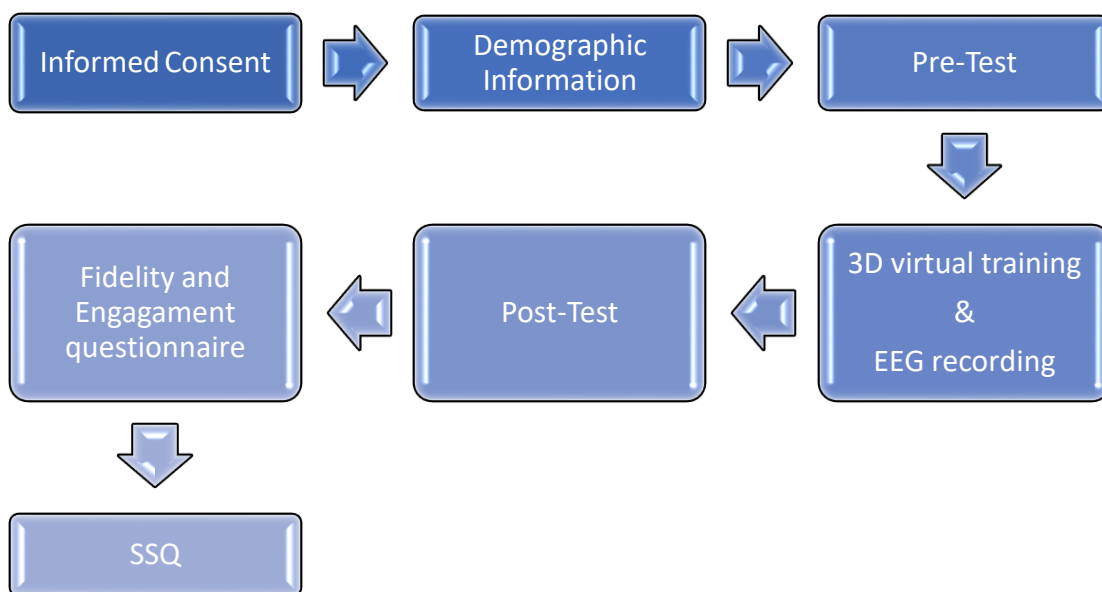 Informed Consent
Demographic
Information
Pre-Test
3D virtual training
&
EEG recording
Post-Test
Fidelity and
Engagament
questionnaire
SSQ